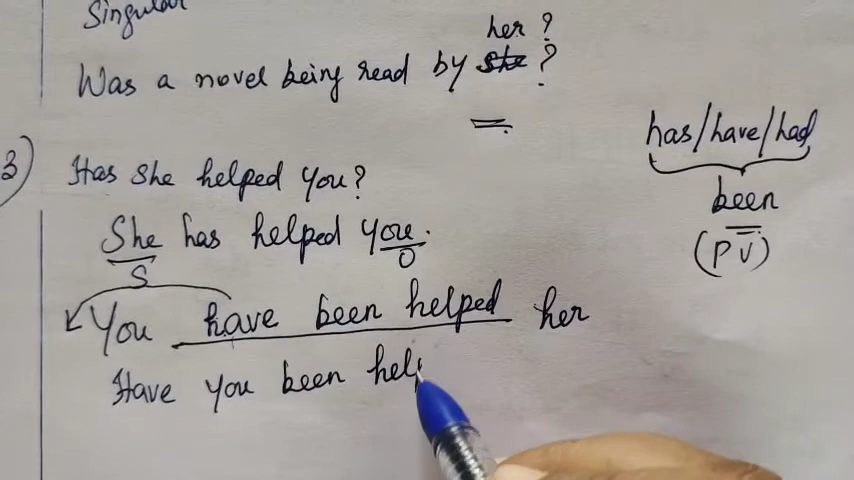 Singular
her ?
Was a novel being read by she ?
has/have/had
been
(PV)
3) Has she helped you?
She has helped you.
S
O
You have been helped her
Have you been help